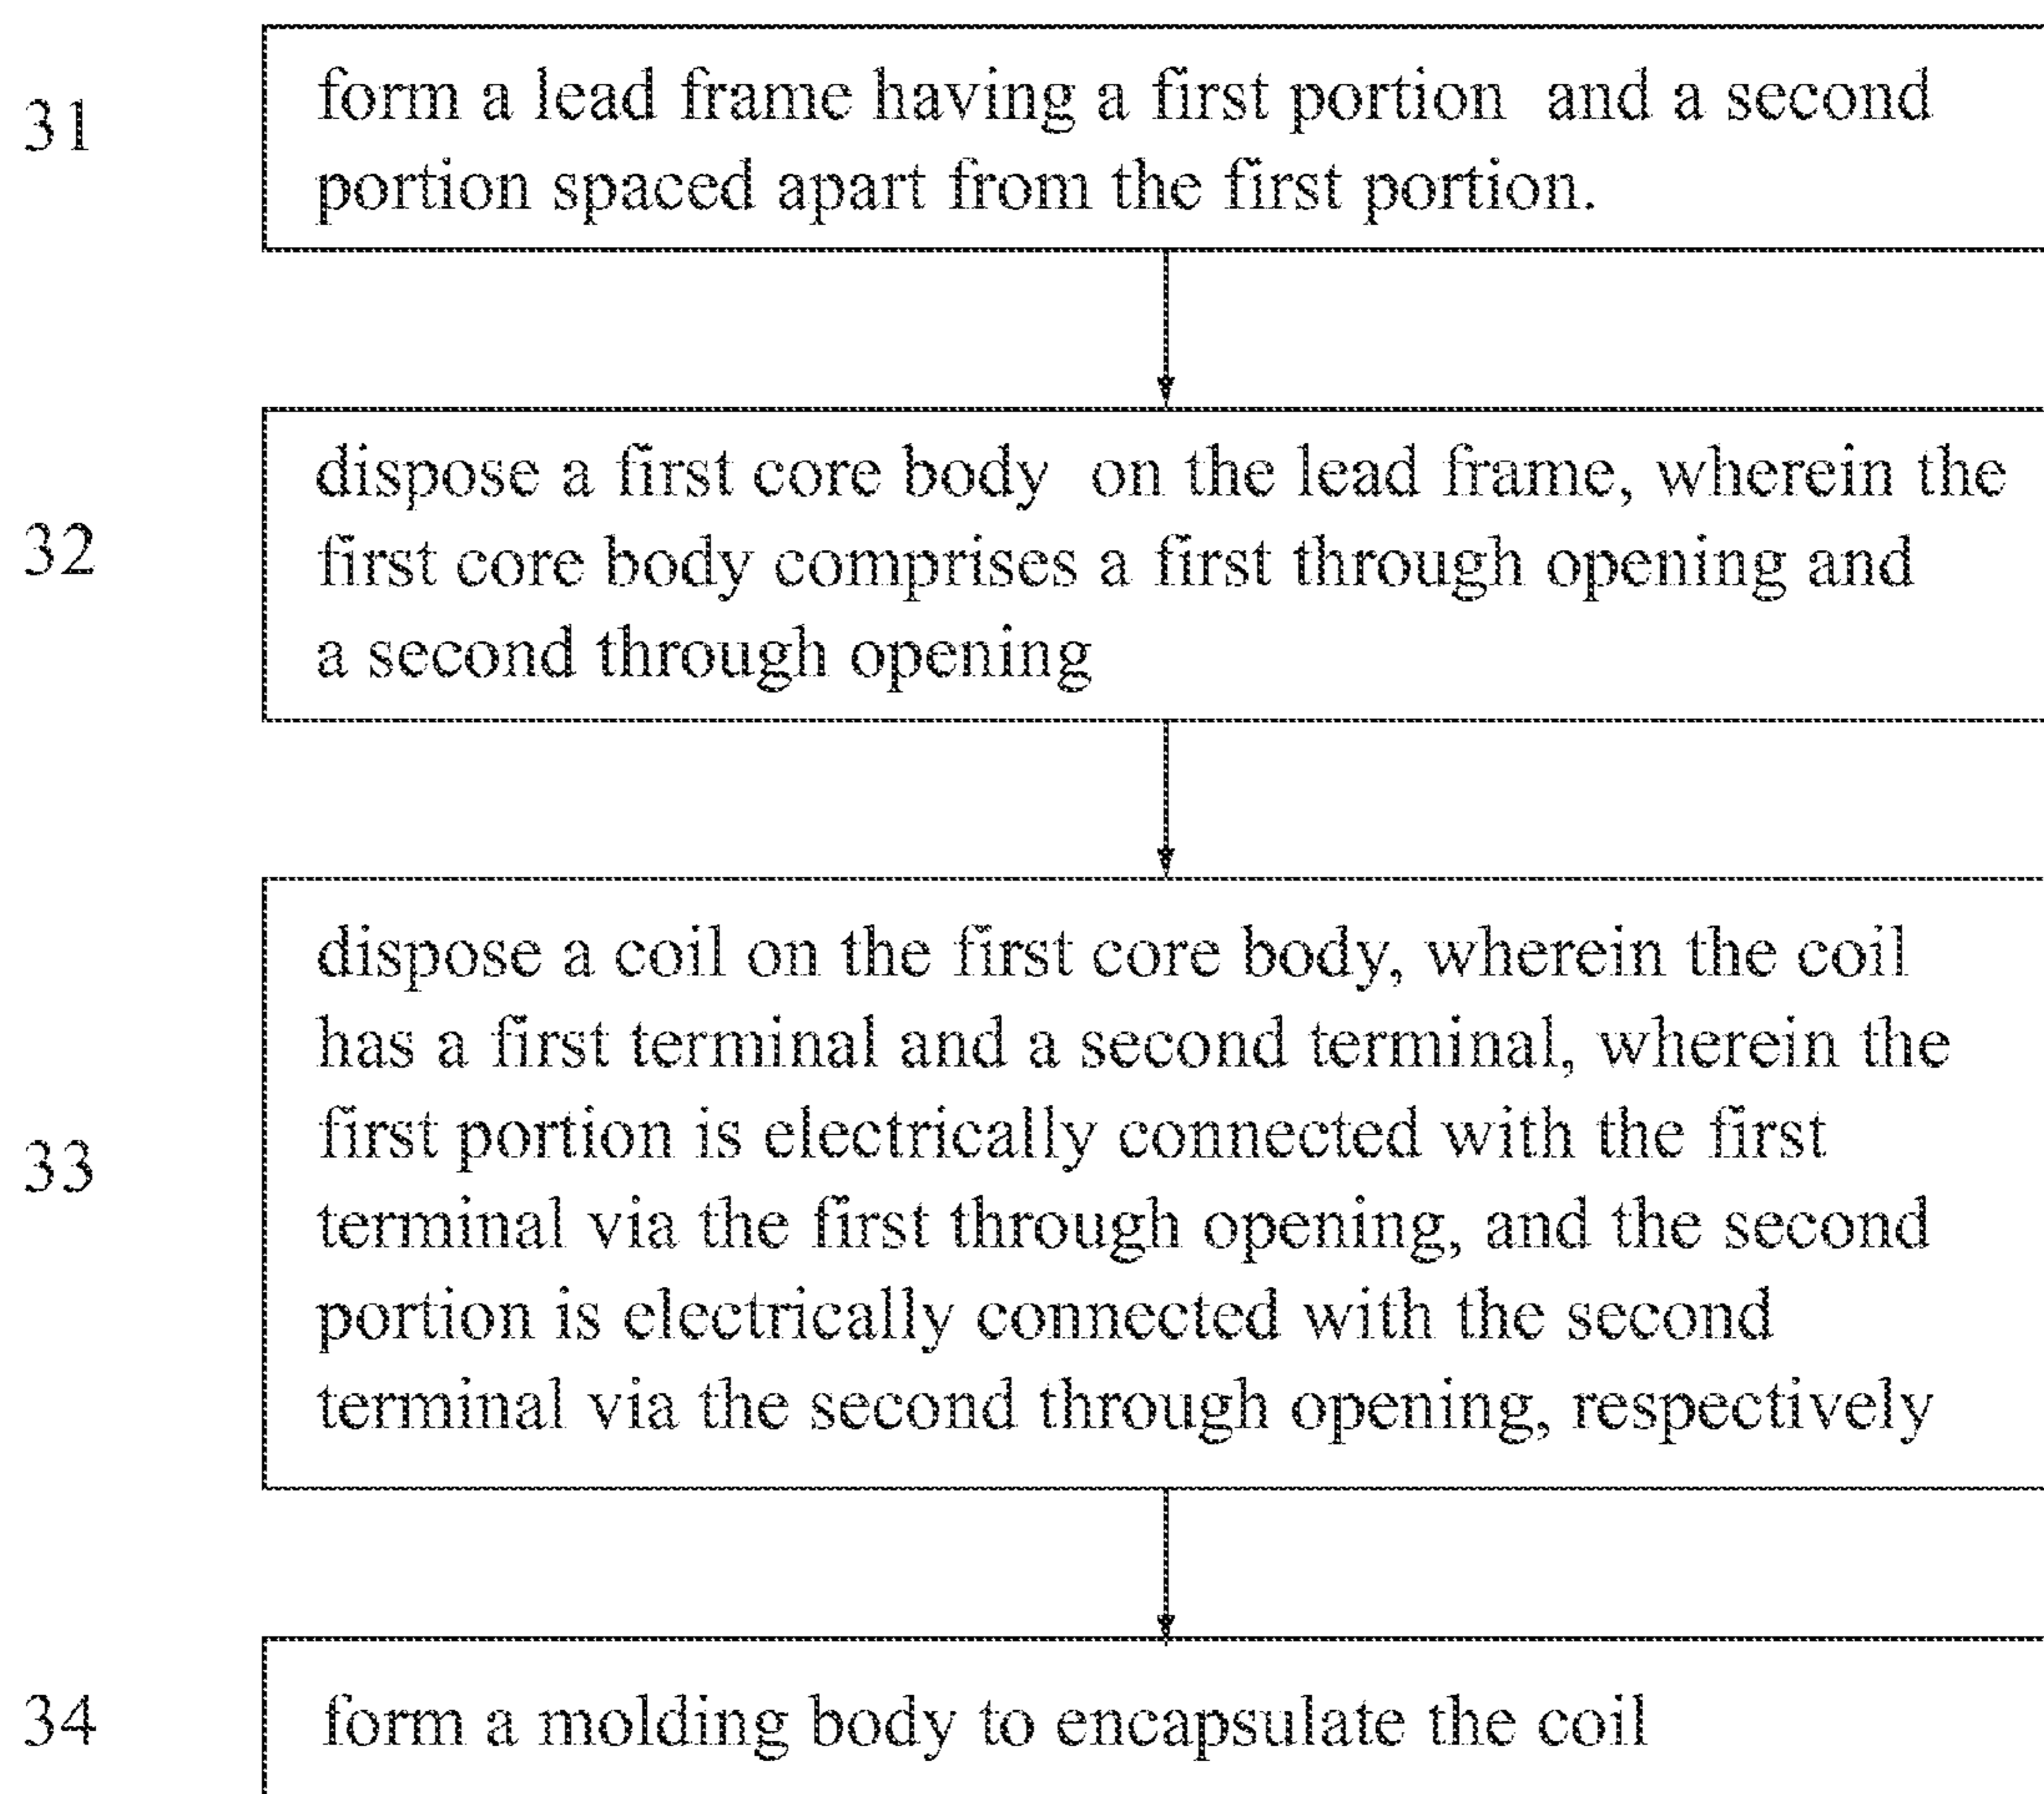 31
form a lead frame having a first portion and a second
portion spaced apart from the first portion.
32
dispose a first core body on the lead frame, wherein the
first core body comprises a first through opening and
a second through opening
33
dispose a coil on the first core body, wherein the coil
has a first terminal and a second terminal, wherein the
first portion is electrically connected with the first
terminal via the first through opening, and the second
portion is electrically connected with the second
terminal via the second through opening, respectively
34
form a molding body to encapsulate the coil